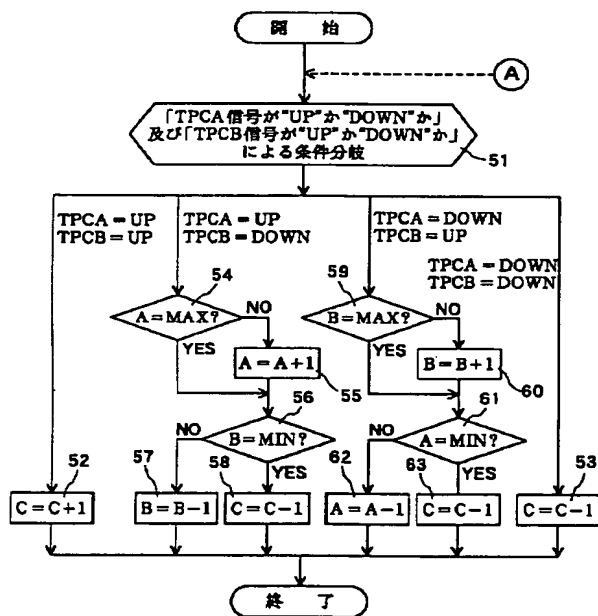 開 始
A
「TPCA信号が"UP"か"DOWN"か」
及び「TPCB信号が"UP"か"DOWN"か」
による条件分岐
51
TPCA=UP
TPCB=UP
TPCA=UP
TPCB=DOWN
TPCA=DOWN
TPCB=UP
TPCA=DOWN
TPCB=DOWN
54
A=MAX?
NO
YES
A=A+1
55
59
B=MAX?
NO
YES
B=B+1
60
56
B=MIN?
NO
YES
61
A=MIN?
NO
YES
52
C=C+1
57
B=B-1
58
C=C-1
62
A=A-1
63
C=C-1
53
C=C-1
終 了